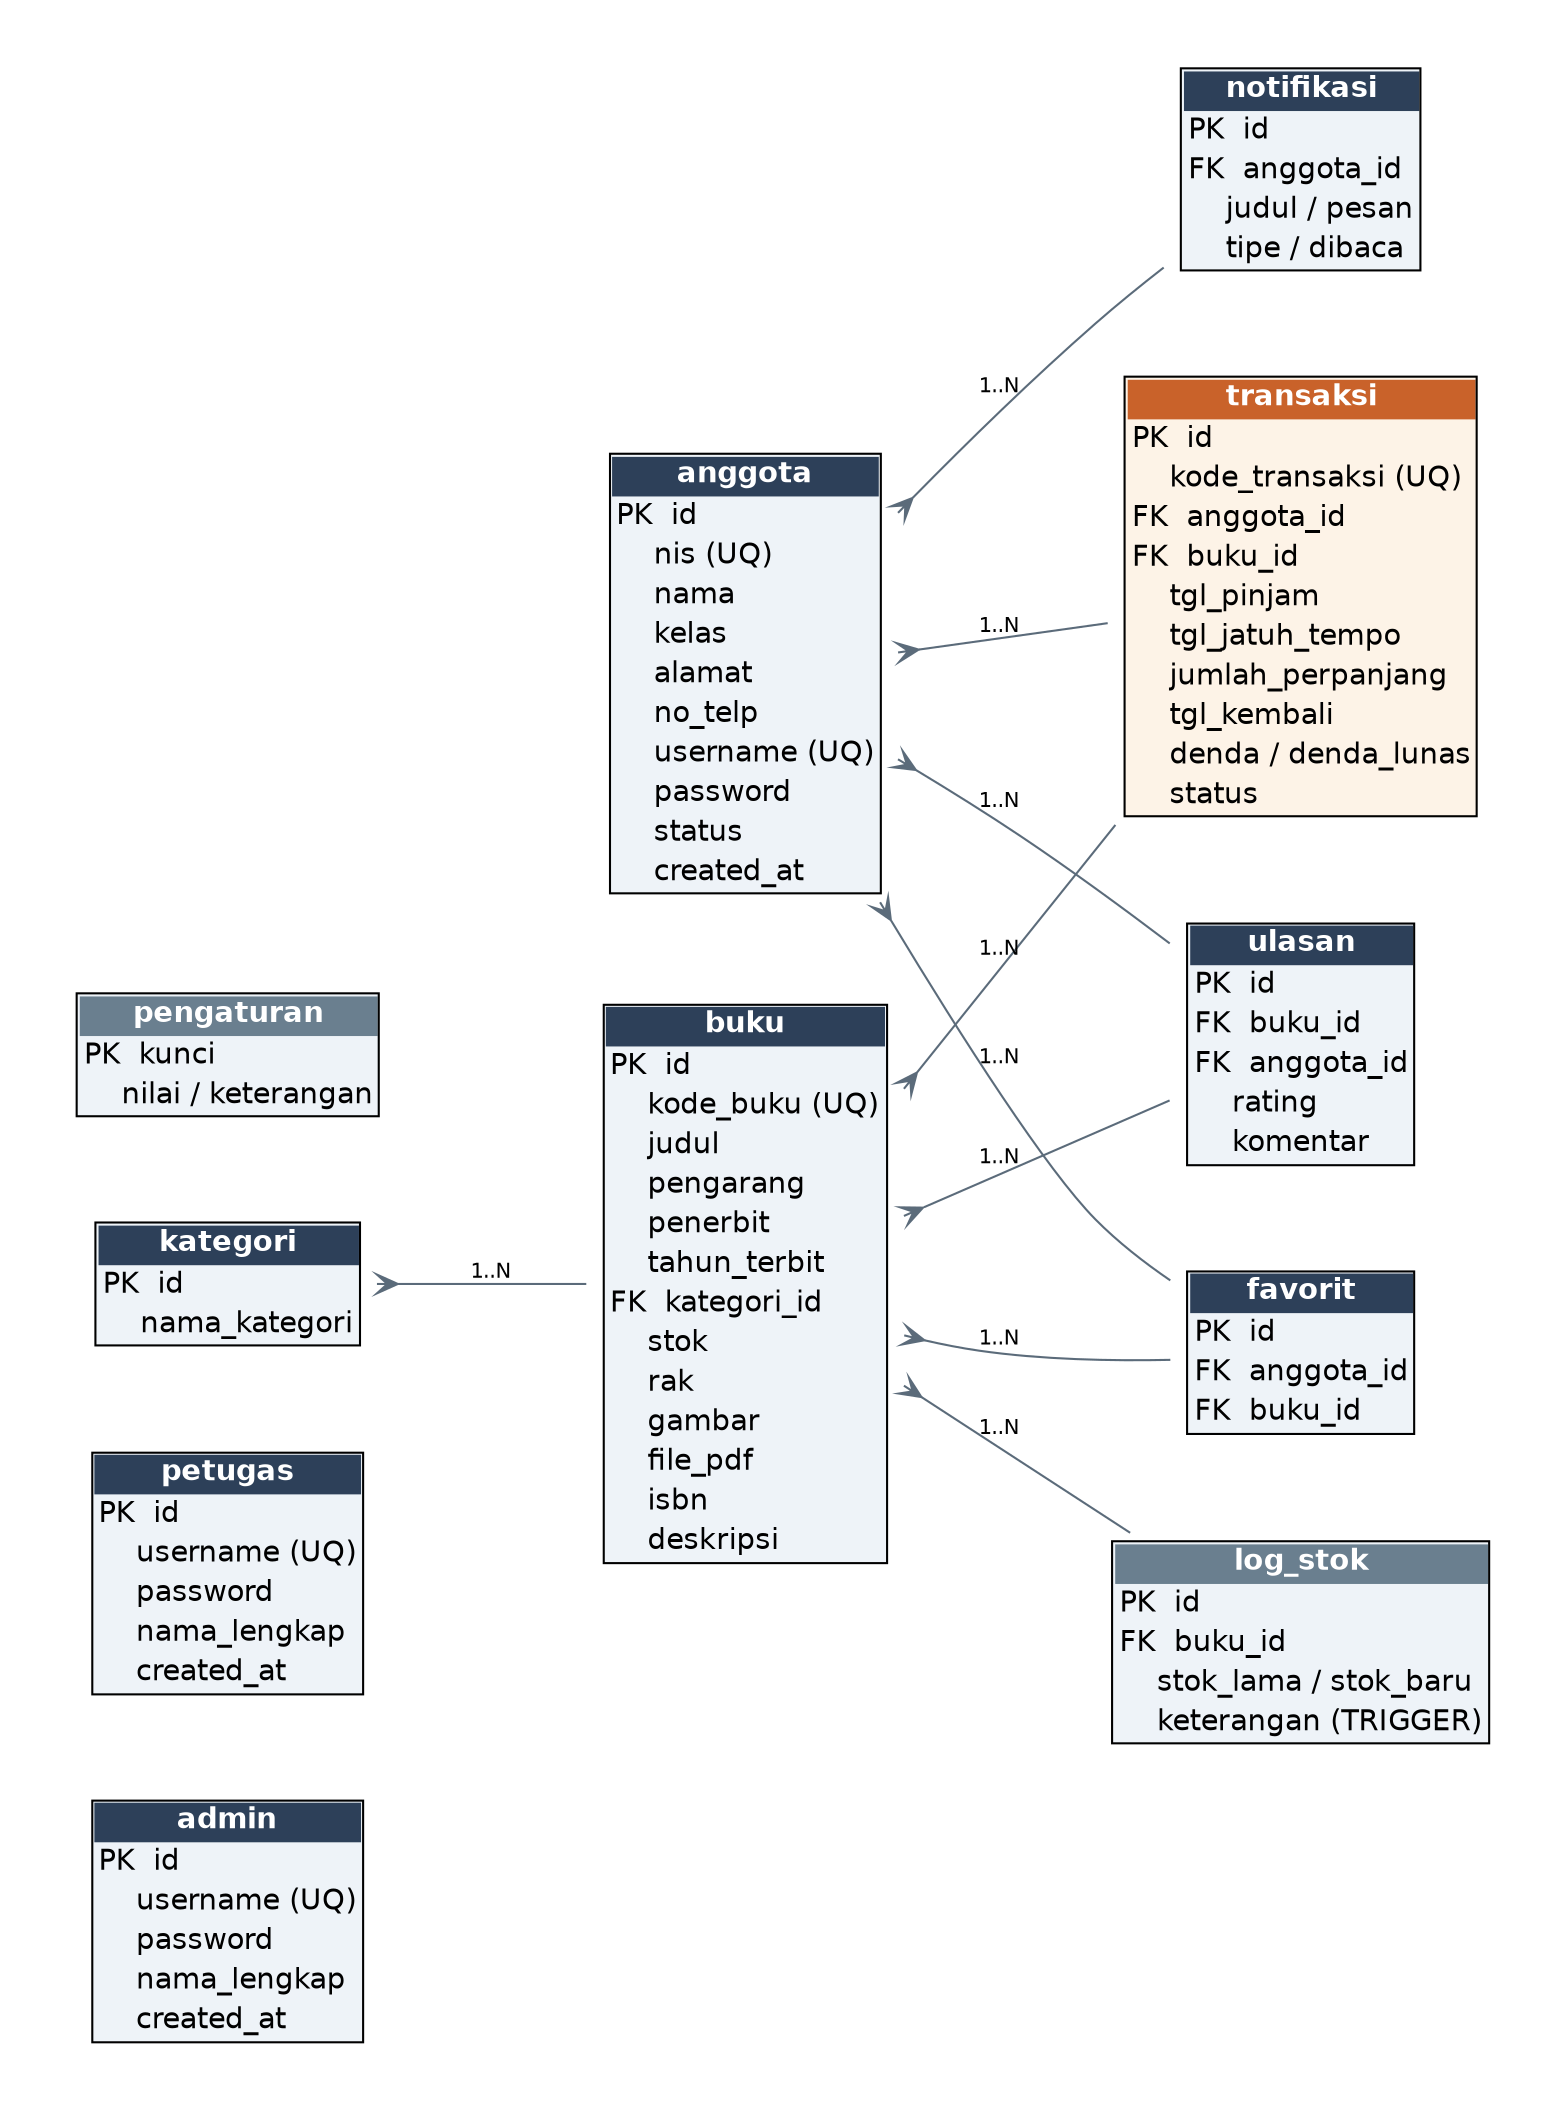 notifikasi
PK id
FK anggota_id
judul / pesan
tipe / dibaca
1..N
transaksi
PK id
kode_transaksi (UQ)
FK anggota_id
FK buku_id
tgl_pinjam
tgl_jatuh_tempo
jumlah_perpanjang
tgl_kembali
denda / denda_lunas
status
anggota
PK id
nis (UQ)
nama
kelas
alamat
no_telp
username (UQ)
password
status
created_at
1..N
1..N
1..N
1..N
ulasan
PK id
FK buku_id
FK anggota_id
rating
komentar
pengaturan
PK kunci
nilai / keterangan
buku
PK id
kode_buku (UQ)
judul
pengarang
penerbit
tahun_terbit
FK kategori_id
stok
rak
gambar
file_pdf
isbn
deskripsi
1..N
kategori
PK id
nama_kategori
1..N
favorit
PK id
FK anggota_id
FK buku_id
1..N
1..N
petugas
PK id
username (UQ)
password
nama_lengkap
created_at
log_stok
PK id
FK buku_id
stok_lama / stok_baru
keterangan (TRIGGER)
admin
PK id
username (UQ)
password
nama_lengkap
created_at